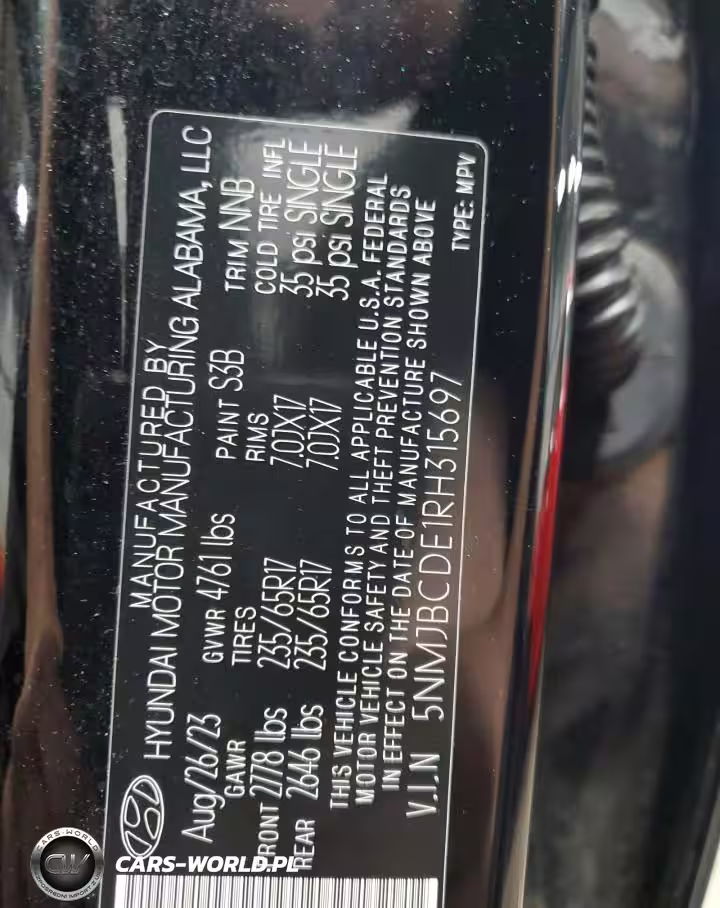 MANUFACTURED BY
HYUNDAI MOTOR MANUFACTURING ALABAMA, LLC
Aug/26/23 GVWR 4761 lbs PAINT S3B TRIM NNB
GAWR TIRES RIMS COLD TIRE INFL
FRONT 2778 lbs 235/65R17 7.0JX17 35 psi SINGLE
REAR 2646 lbs 235/65R17 7.0JX17 35 psi SINGLE
THIS VEHICLE CONFORMS TO ALL APPLICABLE U.S.A. FEDERAL
MOTOR VEHICLE SAFETY AND THEFT PREVENTION STANDARDS
IN EFFECT ON THE DATE OF MANUFACTURE SHOWN ABOVE
V.I.N 5NMJBCDE1RH315697 TYPE: MPV
CARS-WORLD
CW
CARS-WORLD.PL